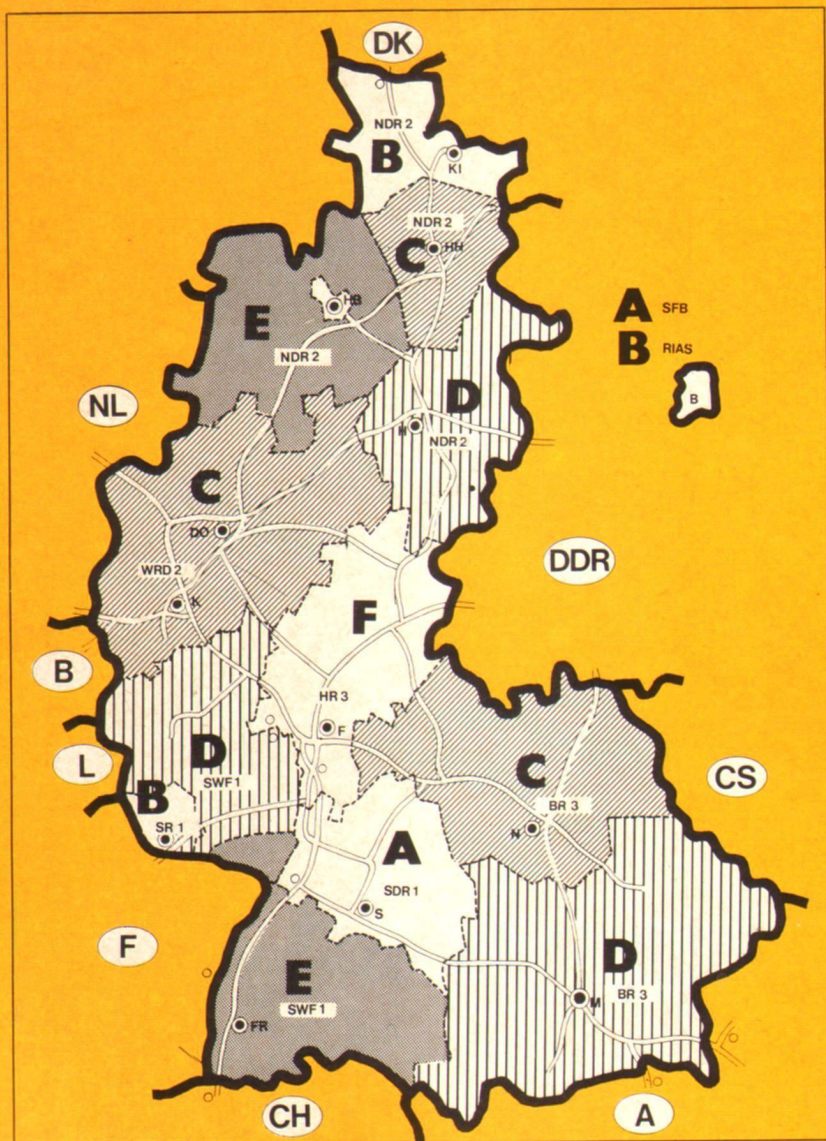 DK
NDR 2
B
KI
NDR 2
C
HH
A SFB
B RIAS
B
E
HB
NDR 2
NL
D
H
NDR 2
C
DO
WRD 2
K
DDR
F
B
HR 3
F
L
D
SWF 1
B
SR 1
C
BR 3
N
CS
A
SDR 1
S
F
E
SWF 1
FR
D
BR 3
M
CH
A